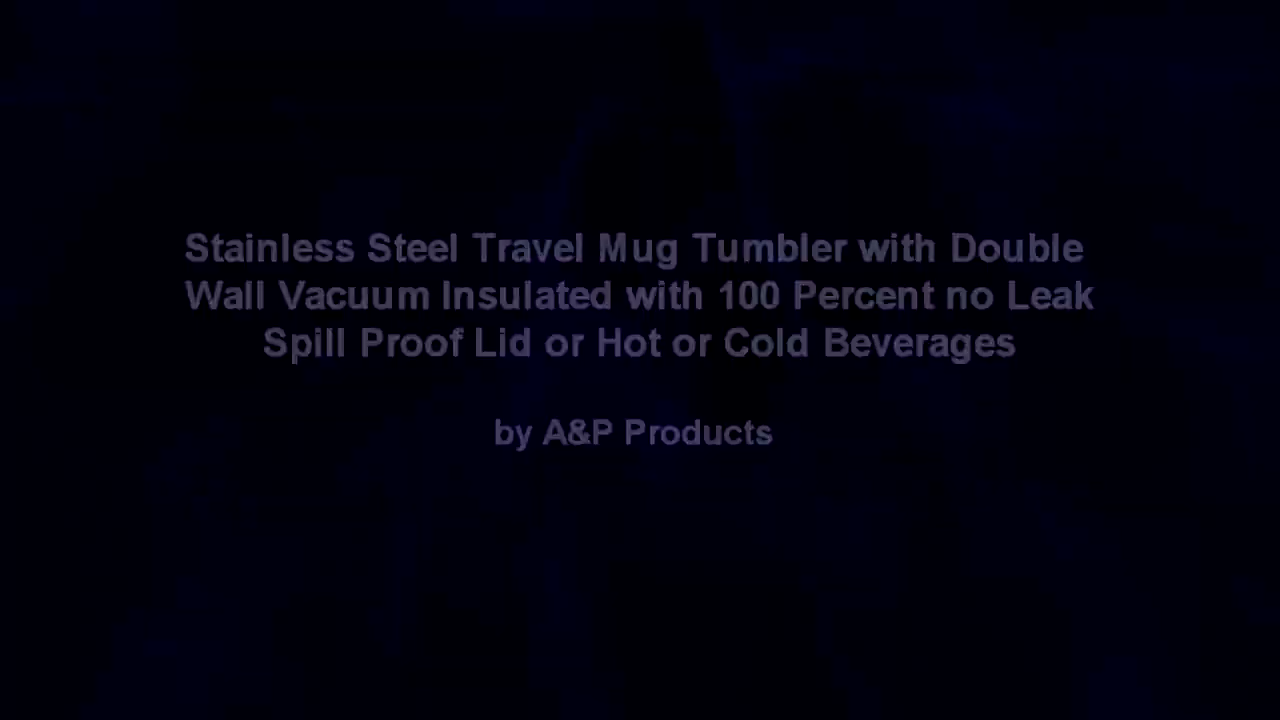 Stainless Steel Travel Mug Tumbler with Double
Wall Vacuum Insulated with 100 Percent no Leak
Spill Proof Lid or Hot or Cold Beverages
by A&P Products